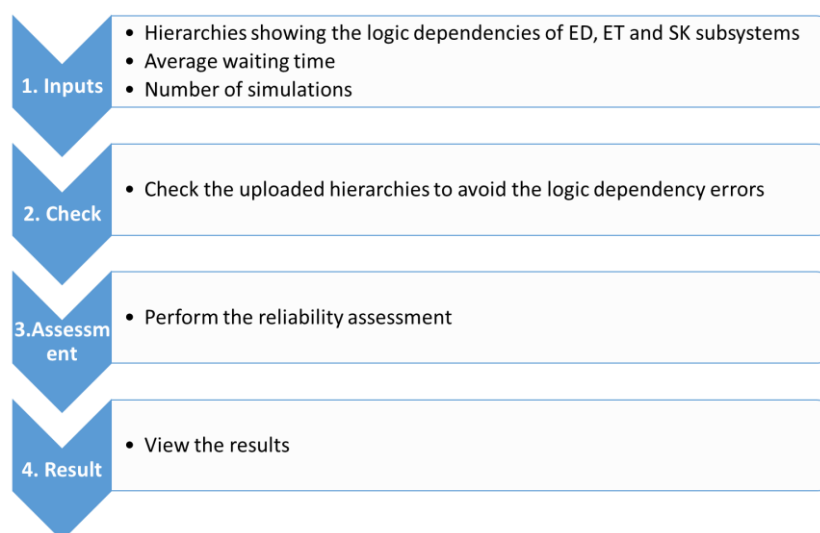 1. Inputs
• Hierarchies showing the logic dependencies of ED, ET and SK subsystems
• Average waiting time
• Number of simulations
2. Check
• Check the uploaded hierarchies to avoid the logic dependency errors
3.Assessm
ent
• Perform the reliability assessment
4. Result
• View the results